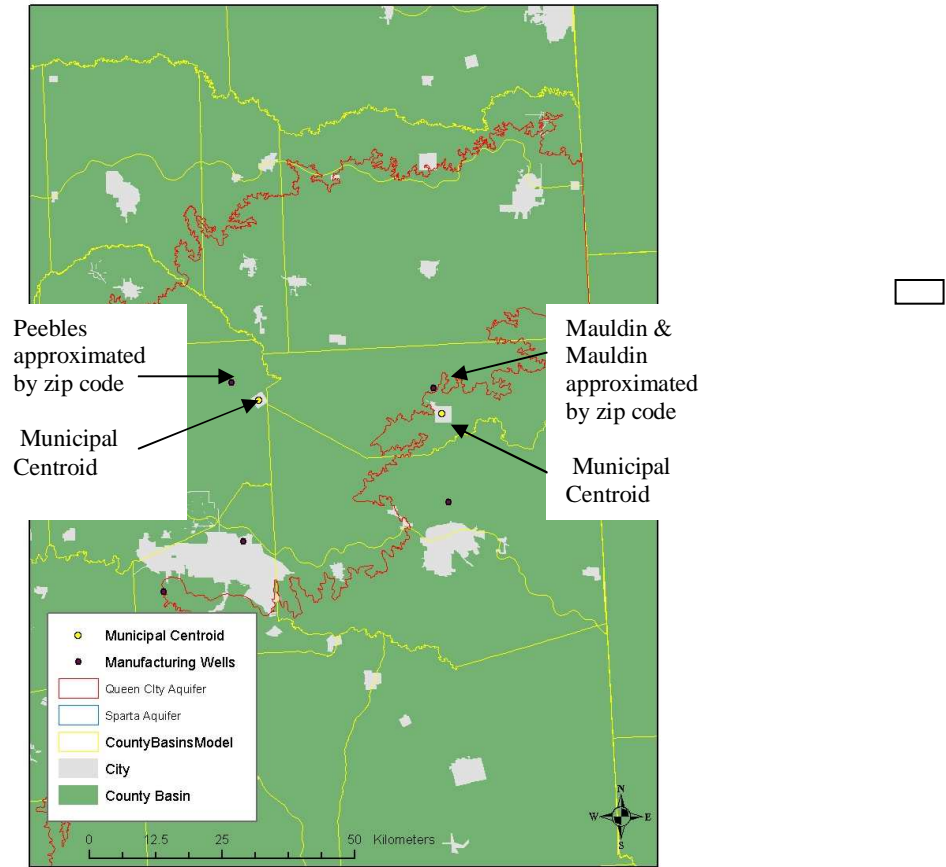 Peebles
approximated
by zip code
Municipal
Centroid
Mauldin &
Mauldin
approximated
by zip code
Municipal
Centroid
Municipal Centroid
Manufacturing Wells
Queen CIty Aquifer
Sparta Aquifer
CountyBasinsModel
City
County Basin
0 12.5 25 50 Kilometers
N
W E
S